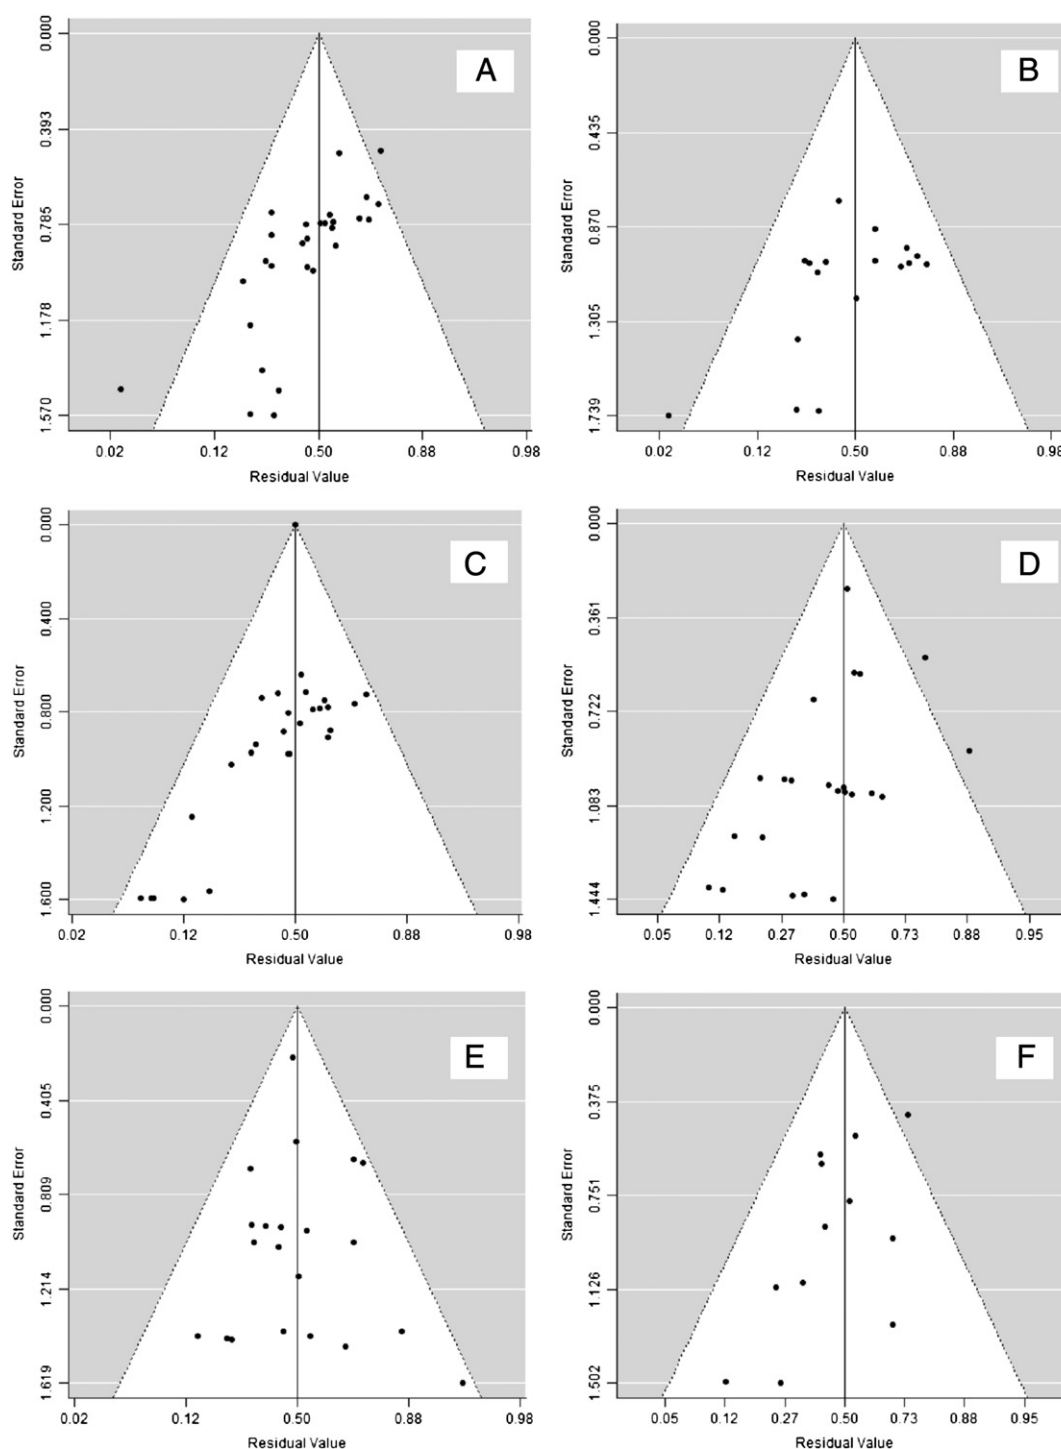 A
Standard Error
0.000
0.393
0.785
1.178
1.570
0.02 0.12 0.50 0.88 0.98
Residual Value
B
Standard Error
0.000
0.435
0.870
1.305
1.739
0.02 0.12 0.50 0.88 0.98
Residual Value
C
Standard Error
0.000
0.400
0.800
1.200
1.600
0.02 0.12 0.50 0.88 0.98
Residual Value
D
Standard Error
0.000
0.361
0.722
1.083
1.444
0.05 0.12 0.27 0.50 0.73 0.88 0.95
Residual Value
E
Standard Error
0.000
0.405
0.809
1.214
1.619
0.02 0.12 0.50 0.88 0.98
Residual Value
F
Standard Error
0.000
0.375
0.751
1.126
1.502
0.05 0.12 0.27 0.50 0.73 0.88 0.95
Residual Value